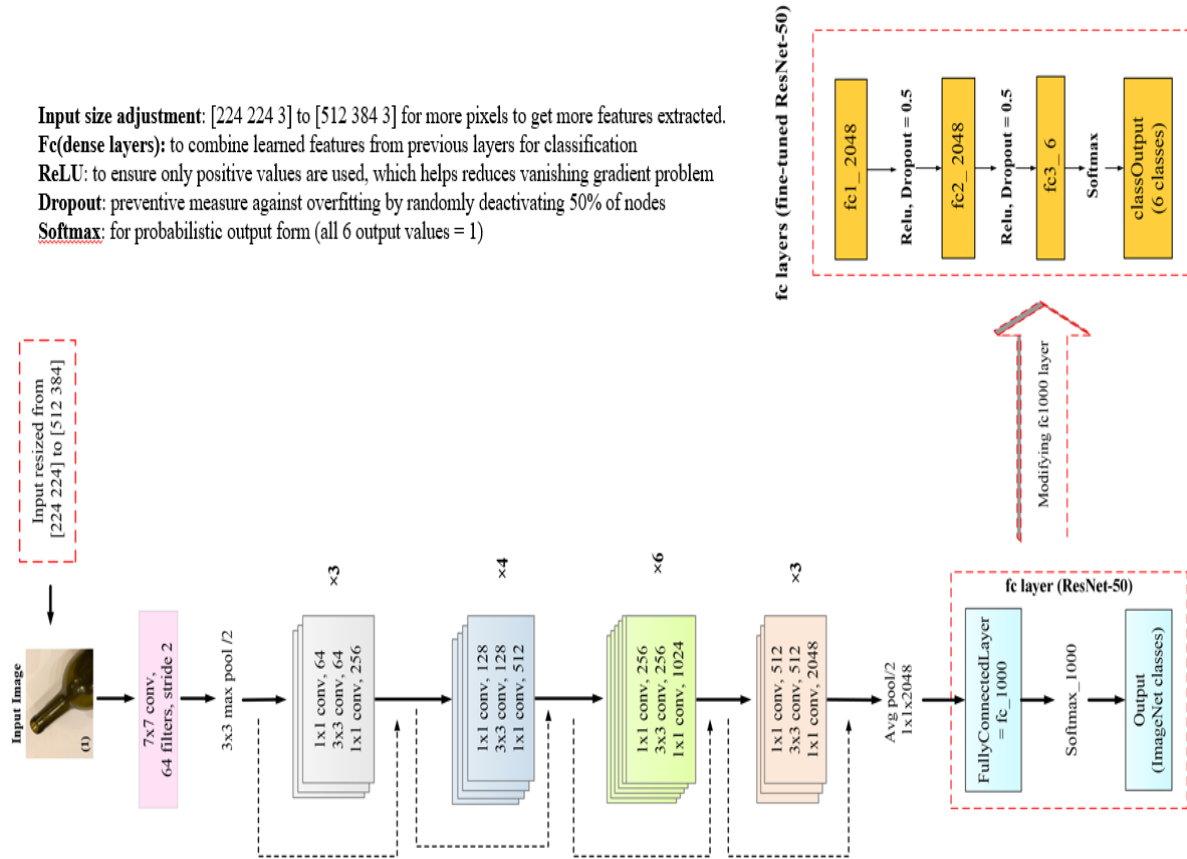 Input size adjustment: [224 224 3] to [512 384 3] for more pixels to get more features extracted.
Fc(dense layers): to combine learned features from previous layers for classification
ReLU: to ensure only positive values are used, which helps reduces vanishing gradient problem
Dropout: preventive measure against overfitting by randomly deactivating 50% of nodes
Softmax: for probabilistic output form (all 6 output values = 1)
Input resized from
[224 224] to [512 384]
Input Image
(1)
7x7 conv,
64 filters, stride 2
3x3 max pool /2
1x1 conv, 64
3x3 conv, 64
1x1 conv, 256
×3
1x1 conv, 128
3x3 conv, 128
1x1 conv, 512
×4
1x1 conv, 256
3x3 conv, 256
1x1 conv, 1024
×6
1x1 conv, 512
3x3 conv, 512
1x1 conv, 2048
×3
Avg pool/2
1x1x2048
fc layer (ResNet-50)
FullyConnectedLayer
= fc_1000
Softmax_1000
Output
(ImageNet classes)
Modifying fc1000 layer
fc layers (fine-tuned ResNet-50)
fc1_2048
Relu, Dropout = 0.5
fc2_2048
Relu, Dropout = 0.5
fc3_6
Softmax
classOutput
(6 classes)